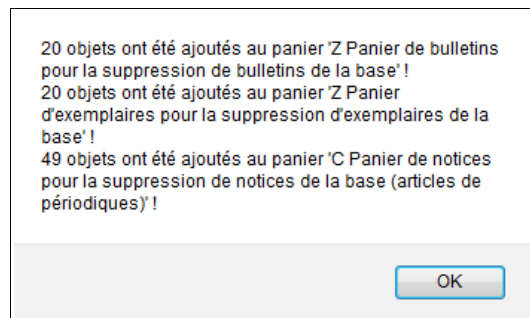 20 objets ont été ajoutés au panier 'Z Panier de bulletins
pour la suppression de bulletins de la base' !
20 objets ont été ajoutés au panier 'Z Panier
d'exemplaires pour la suppression d'exemplaires de la
base' !
49 objets ont été ajoutés au panier 'C Panier de notices
pour la suppression de notices de la base (articles de
périodiques)' !
OK